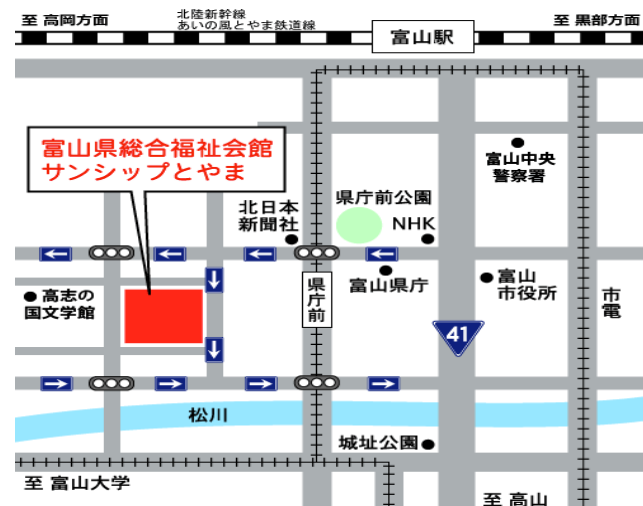 至 高岡方面
北陸新幹線
あいの風とやま鉄道線
至 黒部方面
富山駅
富山県総合福祉会館
サンシップとやま
富山中央
警察署
県庁前公園
北日本
新聞社
NHK
県庁前
富山県庁
富山
市役所
市電
高志の
国文学館
41
松川
城址公園
至 富山大学
至 高山